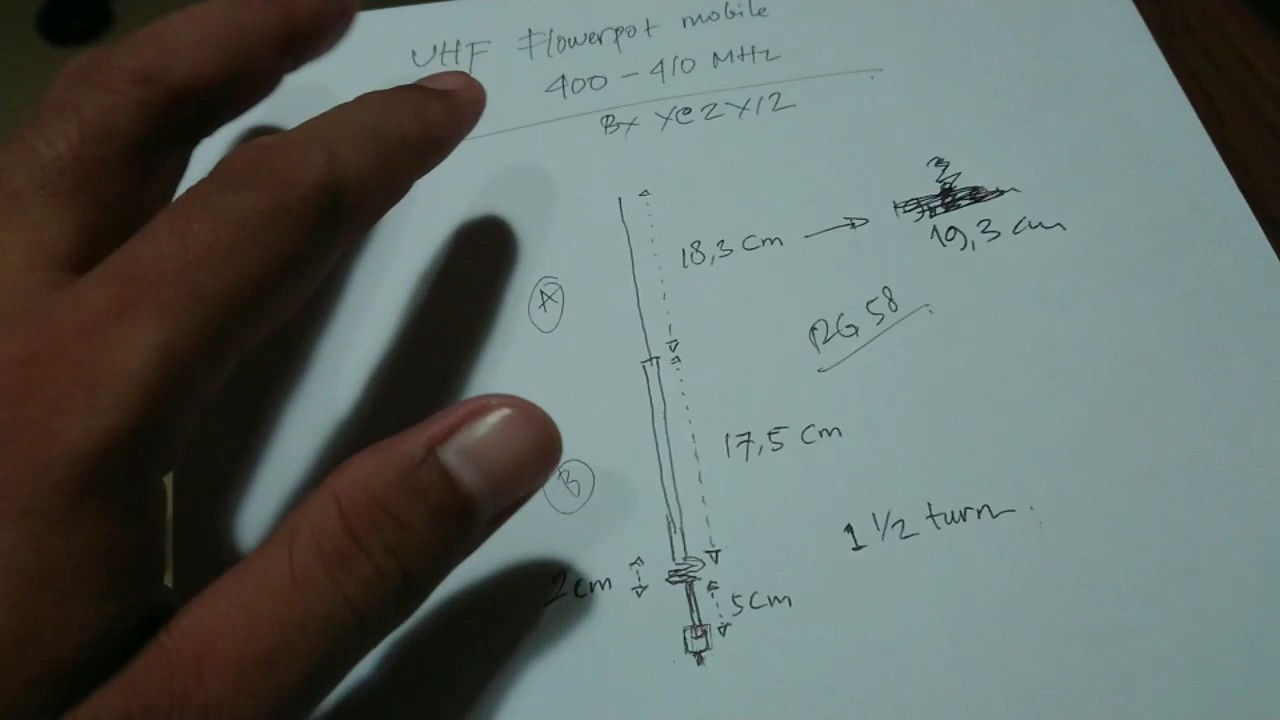 UHF Flowerpot mobile
400 - 410 MHz
By YC2YIZ
18,3 cm
19,3 cm
A
RG 58
17,5 cm
B
1 1/2 turn
2cm
5cm